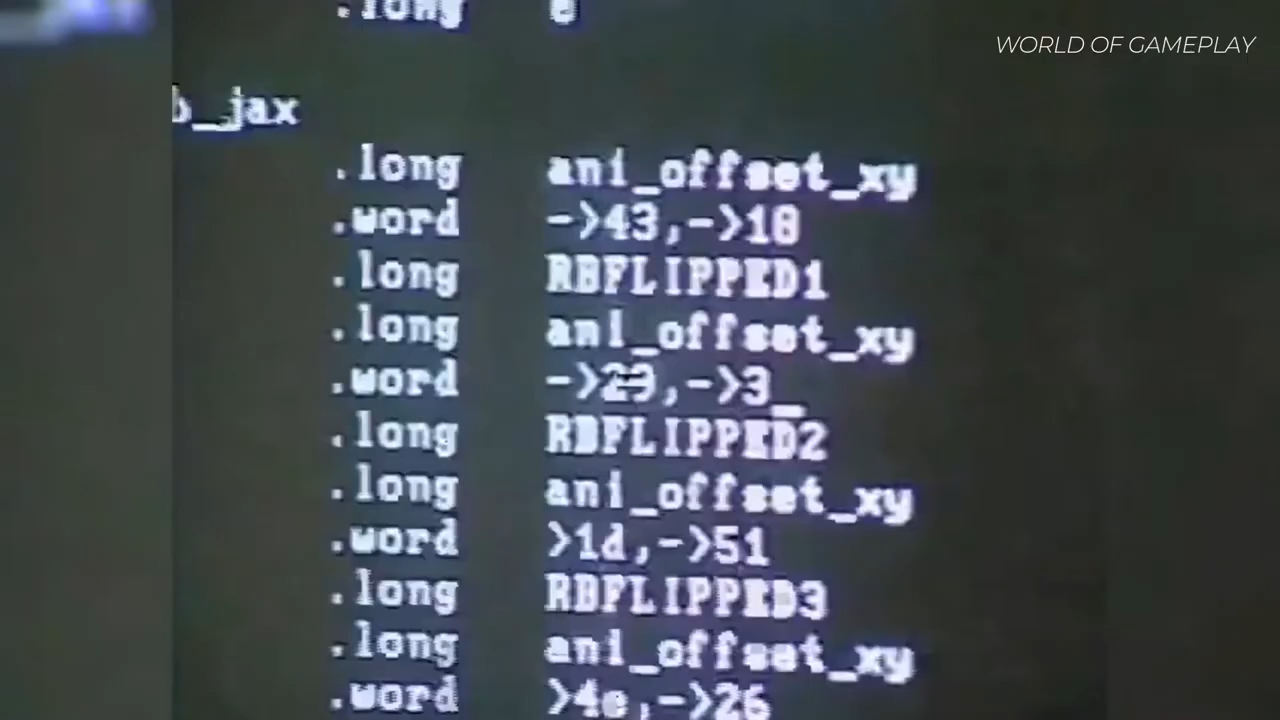 WORLD OF GAMEPLAY
.long
b_jax
.long ani_offset_xy
.word ->43,->18
.long RBFLIPPED1
.long ani_offset_xy
.word ->29,->3_
.long RBFLIPPED2
.long ani_offset_xy
.word >1d,->51
.long RBFLIPPED3
.long ani_offset_xy
.word >4e,->26